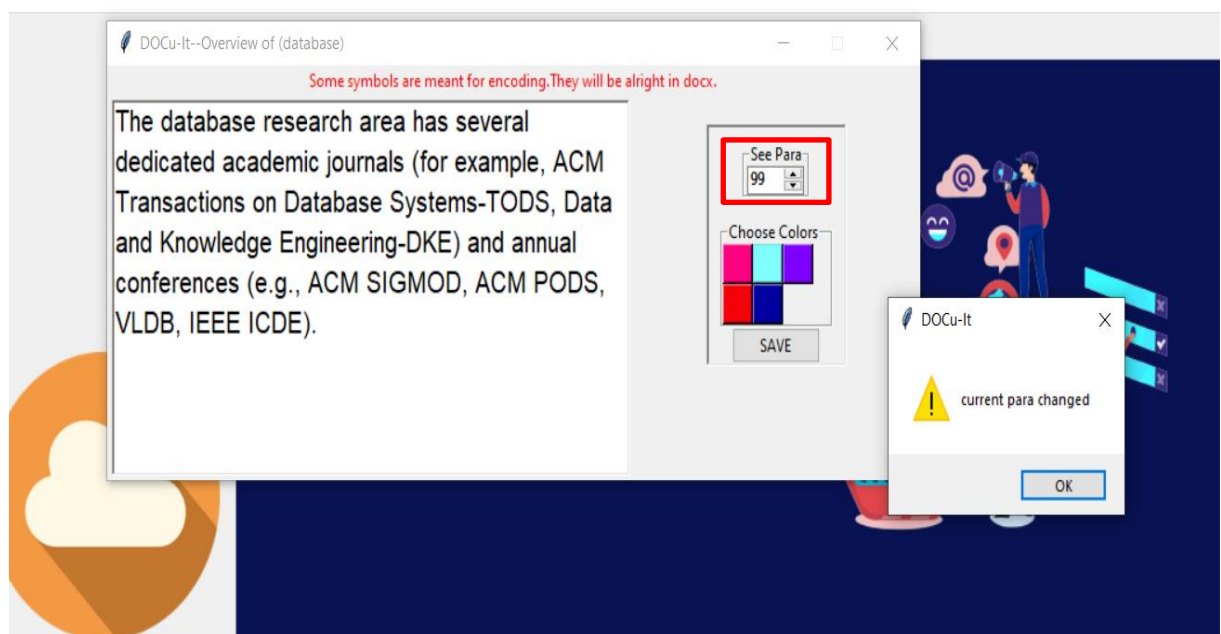 DOCu-It--Overview of (database)
Some symbols are meant for encoding.They will be alright in docx.
The database research area has several
dedicated academic journals (for example, ACM
Transactions on Database Systems-TODS, Data
and Knowledge Engineering-DKE) and annual
conferences (e.g., ACM SIGMOD, ACM PODS,
VLDB, IEEE ICDE).
See Para
99
Choose Colors
SAVE
DOCu-It
current para changed
OK